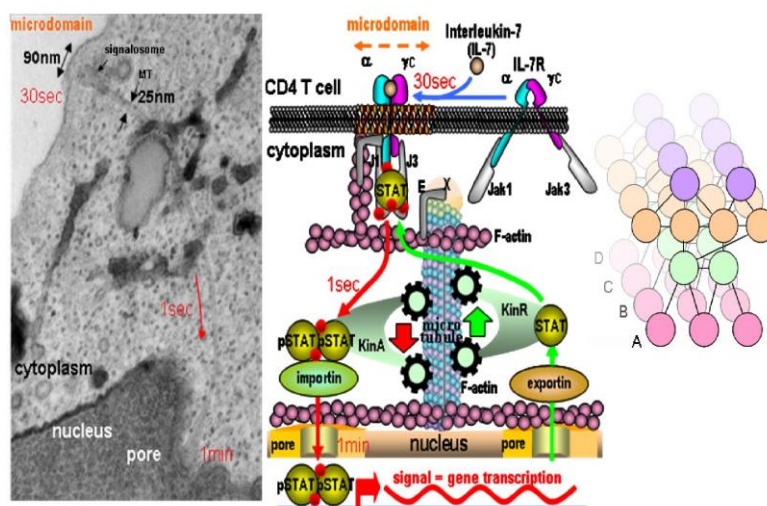 microdomain
90nm
signalosome
MT
30sec
25nm
1sec
cytoplasm
nucleus
pore
1min
microdomain
Interleukin-7
(IL-7)
α
γc
30sec
α
IL-7R
γc
CD4 T cell
cytoplasm
J1
J3
STAT
E
X
Jak1
Jak3
F-actin
1sec
KinR
pSTAT
pSTAT
KinA
micro
tubule
STAT
importin
F-actin
exportin
pore
1min
nucleus
pore
pSTAT
pSTAT
signal = gene transcription
D
C
B
A